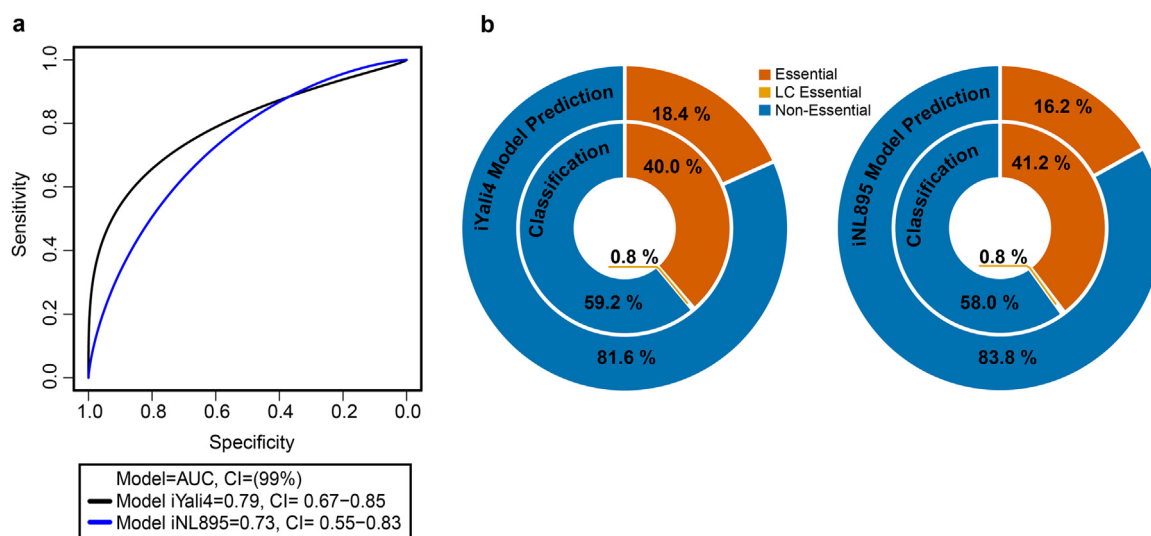 a
b
1.0
0.8
0.6
0.4
0.2
0.0
Sensitivity
1.0
0.8
0.6
0.4
0.2
0.0
Specificity
Model=AUC, CI=(99%)
Model iYali4=0.79, CI= 0.67−0.85
Model iNL895=0.73, CI= 0.55−0.83
Essential
LC Essential
Non-Essential
iYali4 Model Prediction
Classification
18.4 %
40.0 %
0.8 %
59.2 %
81.6 %
iNL895 Model Prediction
Classification
16.2 %
41.2 %
0.8 %
58.0 %
83.8 %